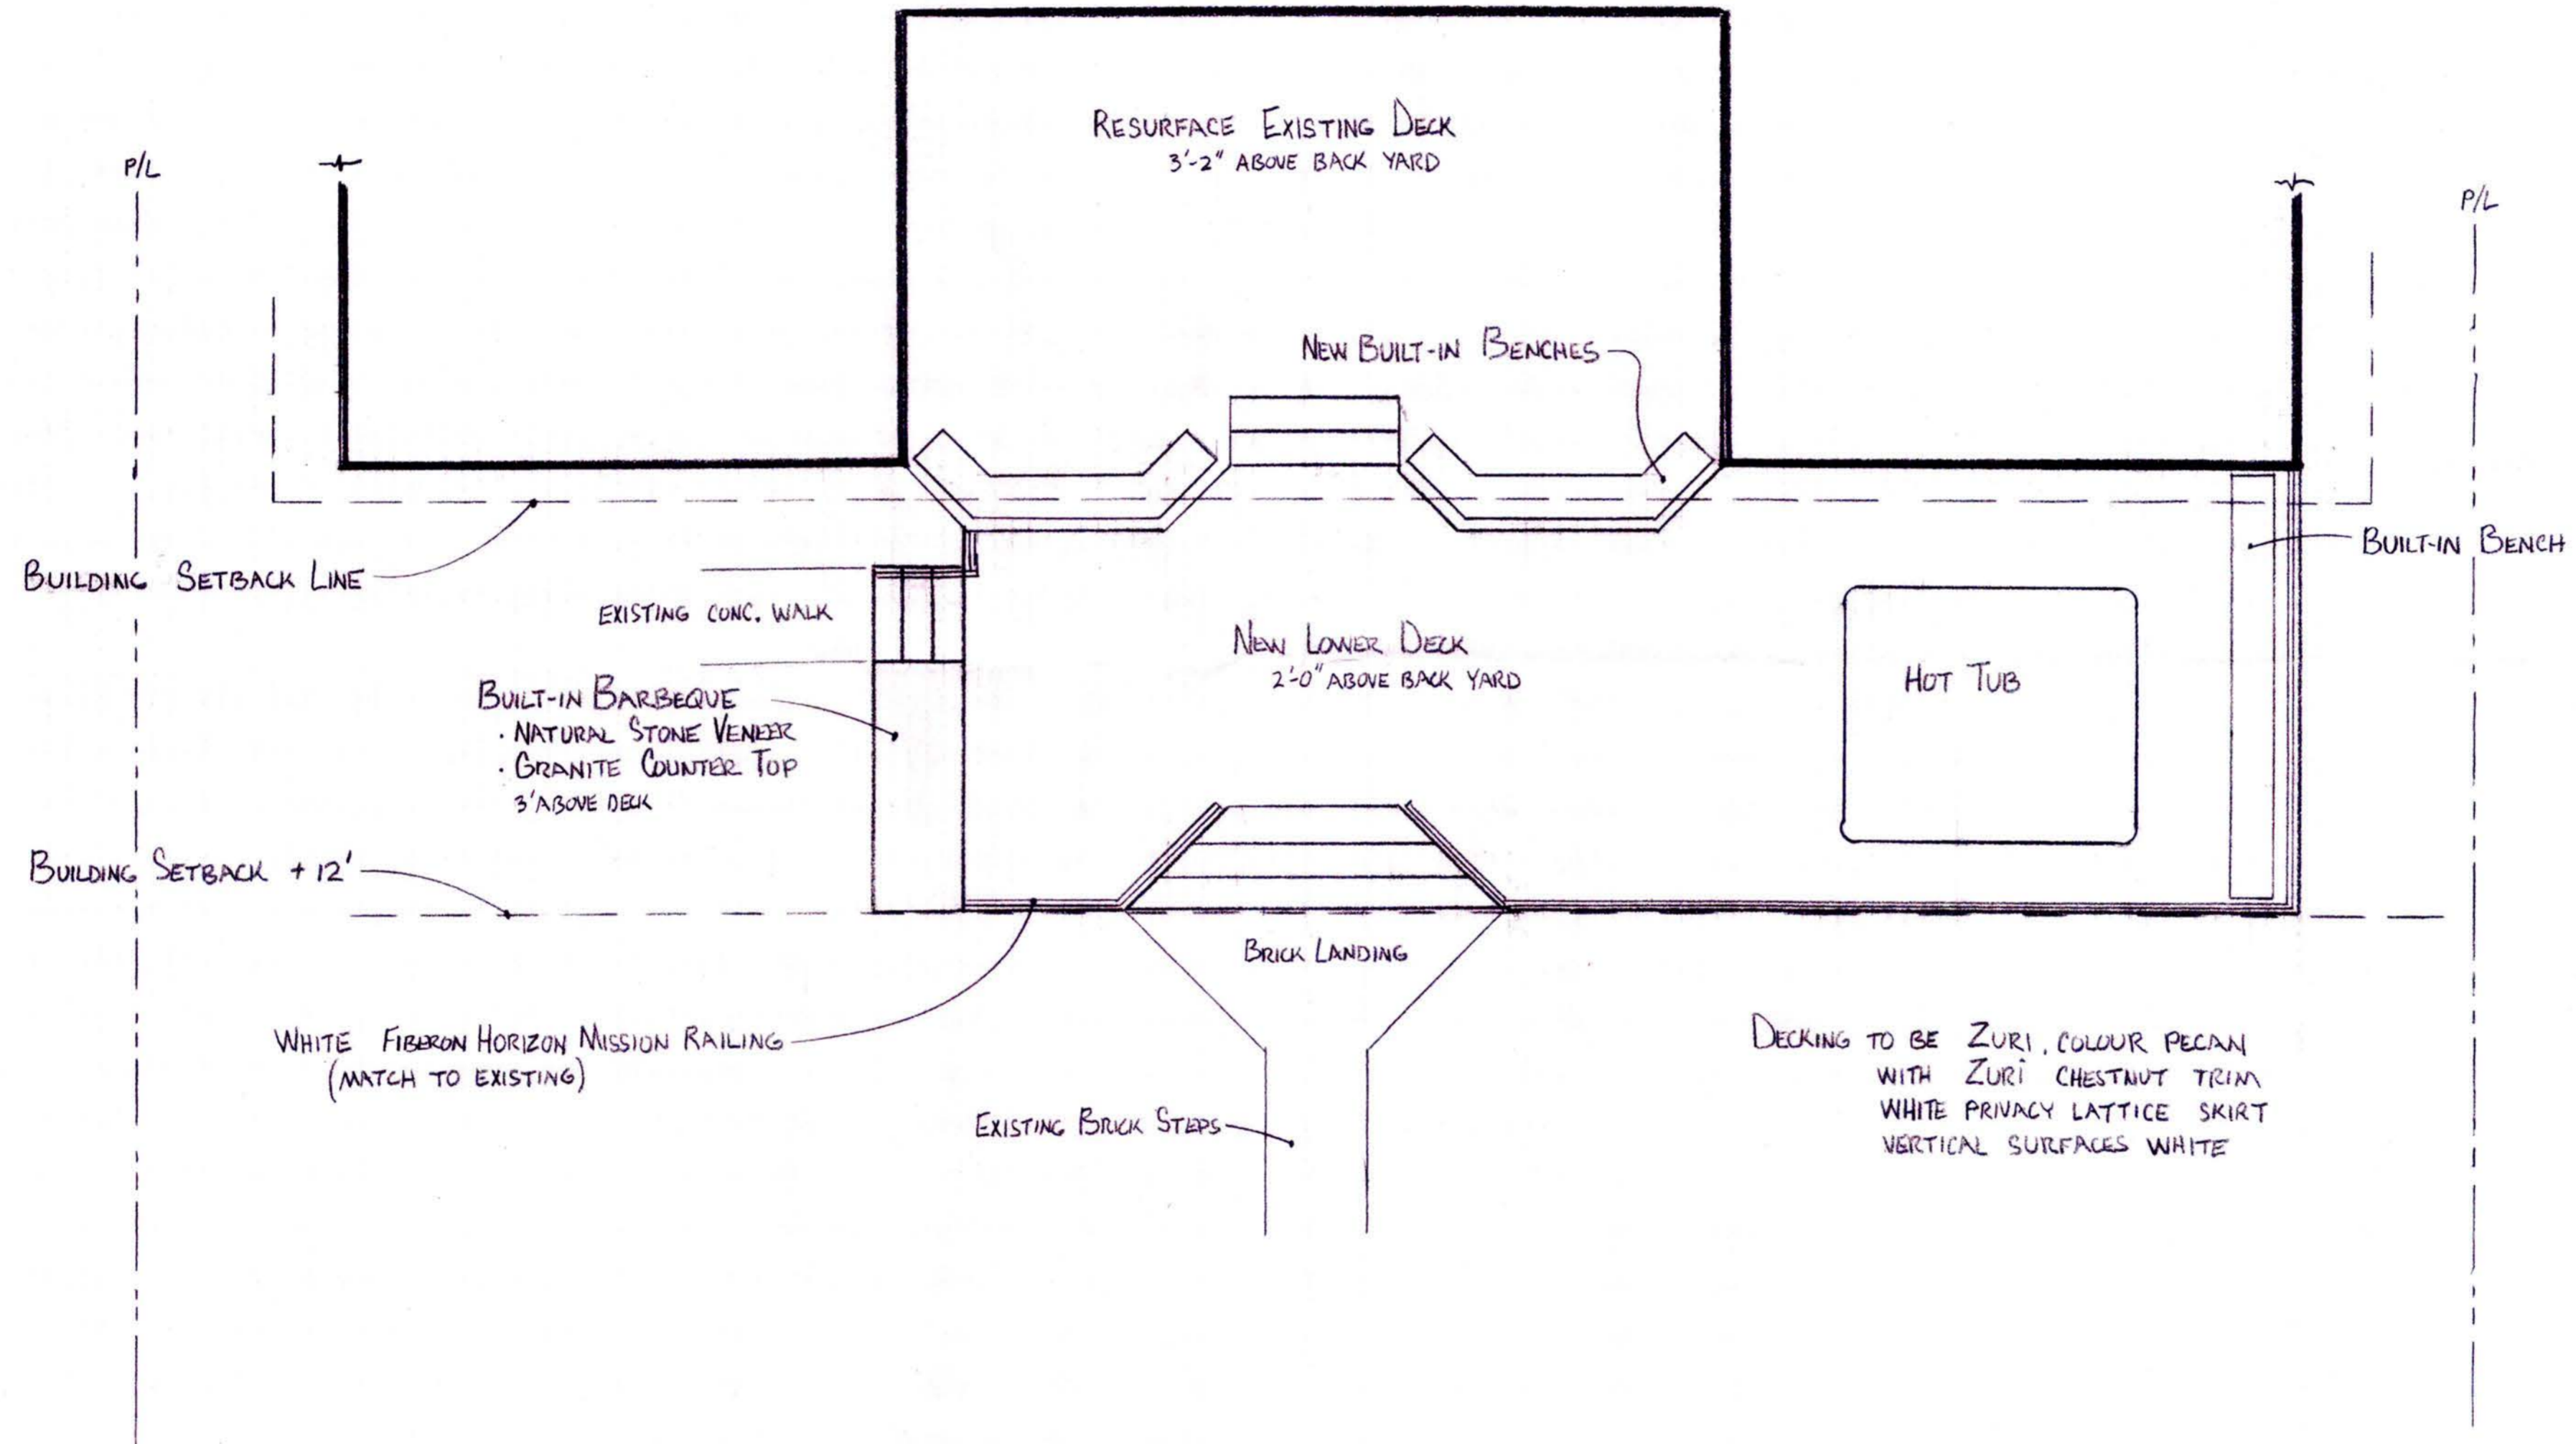 RESURFACE EXISTING DECK
3'-2" ABOVE BACK YARD
P/L
P/L
NEW BUILT-IN BENCHES
BUILT-IN BENCH
BUILDING SETBACK LINE
EXISTING CONC. WALK
NEW LOWER DECK
2'-0" ABOVE BACK YARD
HOT TUB
BUILT-IN BARBEQUE
· NATURAL STONE VENEER
· GRANITE COUNTER TOP
3' ABOVE DECK
BUILDING SETBACK + 12'
BRICK LANDING
WHITE FIBERON HORIZON MISSION RAILING
(MATCH TO EXISTING)
EXISTING BRICK STEPS
DECKING TO BE ZURI, COLOUR PECAN
WITH ZURI CHESTNUT TRIM
WHITE PRIVACY LATTICE SKIRT
VERTICAL SURFACES WHITE